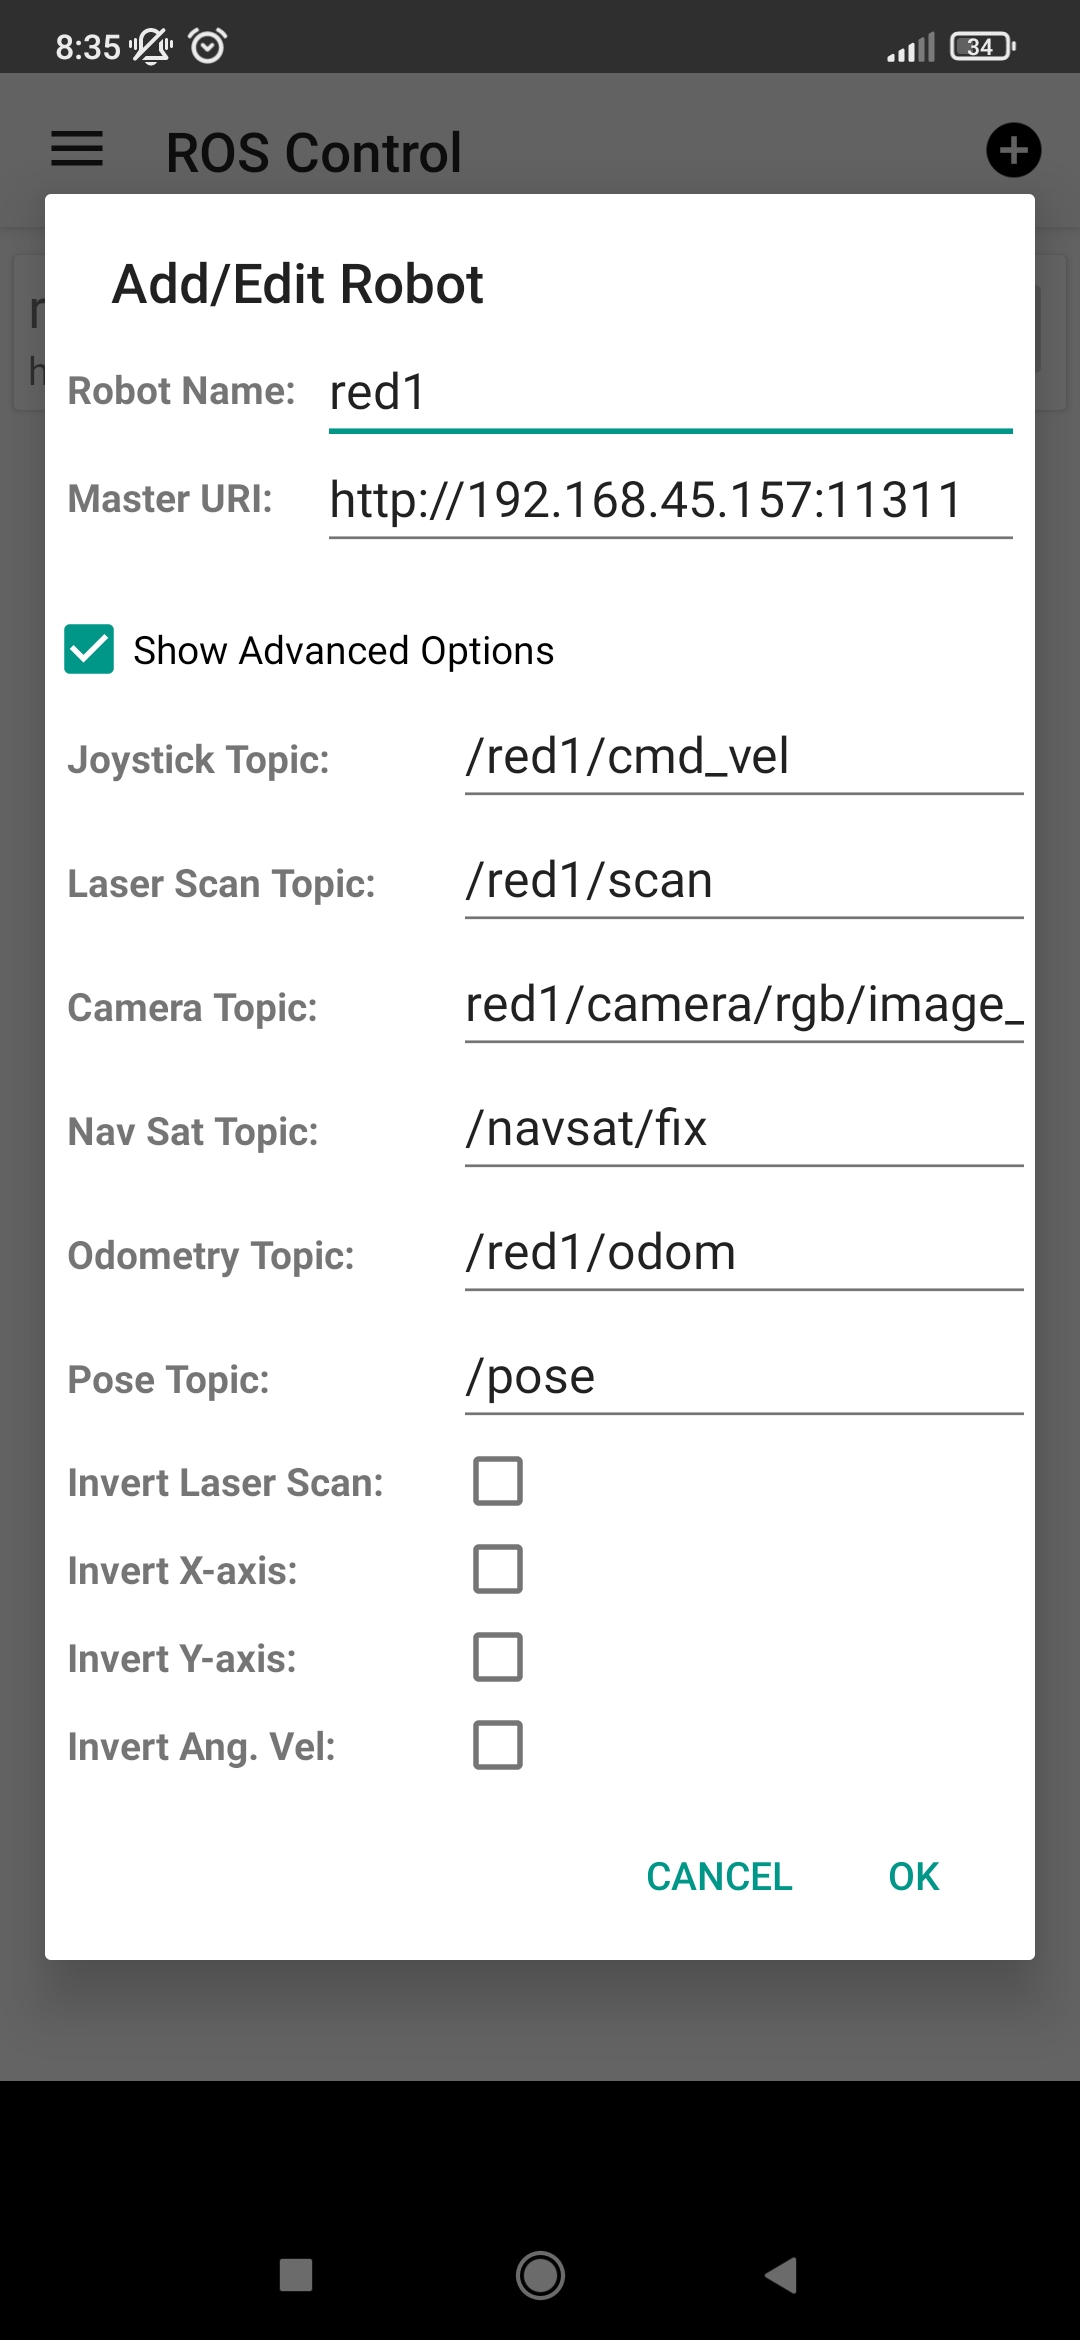 8:35 34
ROS Control
Add/Edit Robot
Robot Name: red1
Master URI: http://192.168.45.157:11311
Show Advanced Options
Joystick Topic: /red1/cmd_vel
Laser Scan Topic: /red1/scan
Camera Topic: red1/camera/rgb/image_
Nav Sat Topic: /navsat/fix
Odometry Topic: /red1/odom
Pose Topic: /pose
Invert Laser Scan:
Invert X-axis:
Invert Y-axis:
Invert Ang. Vel:
CANCEL OK